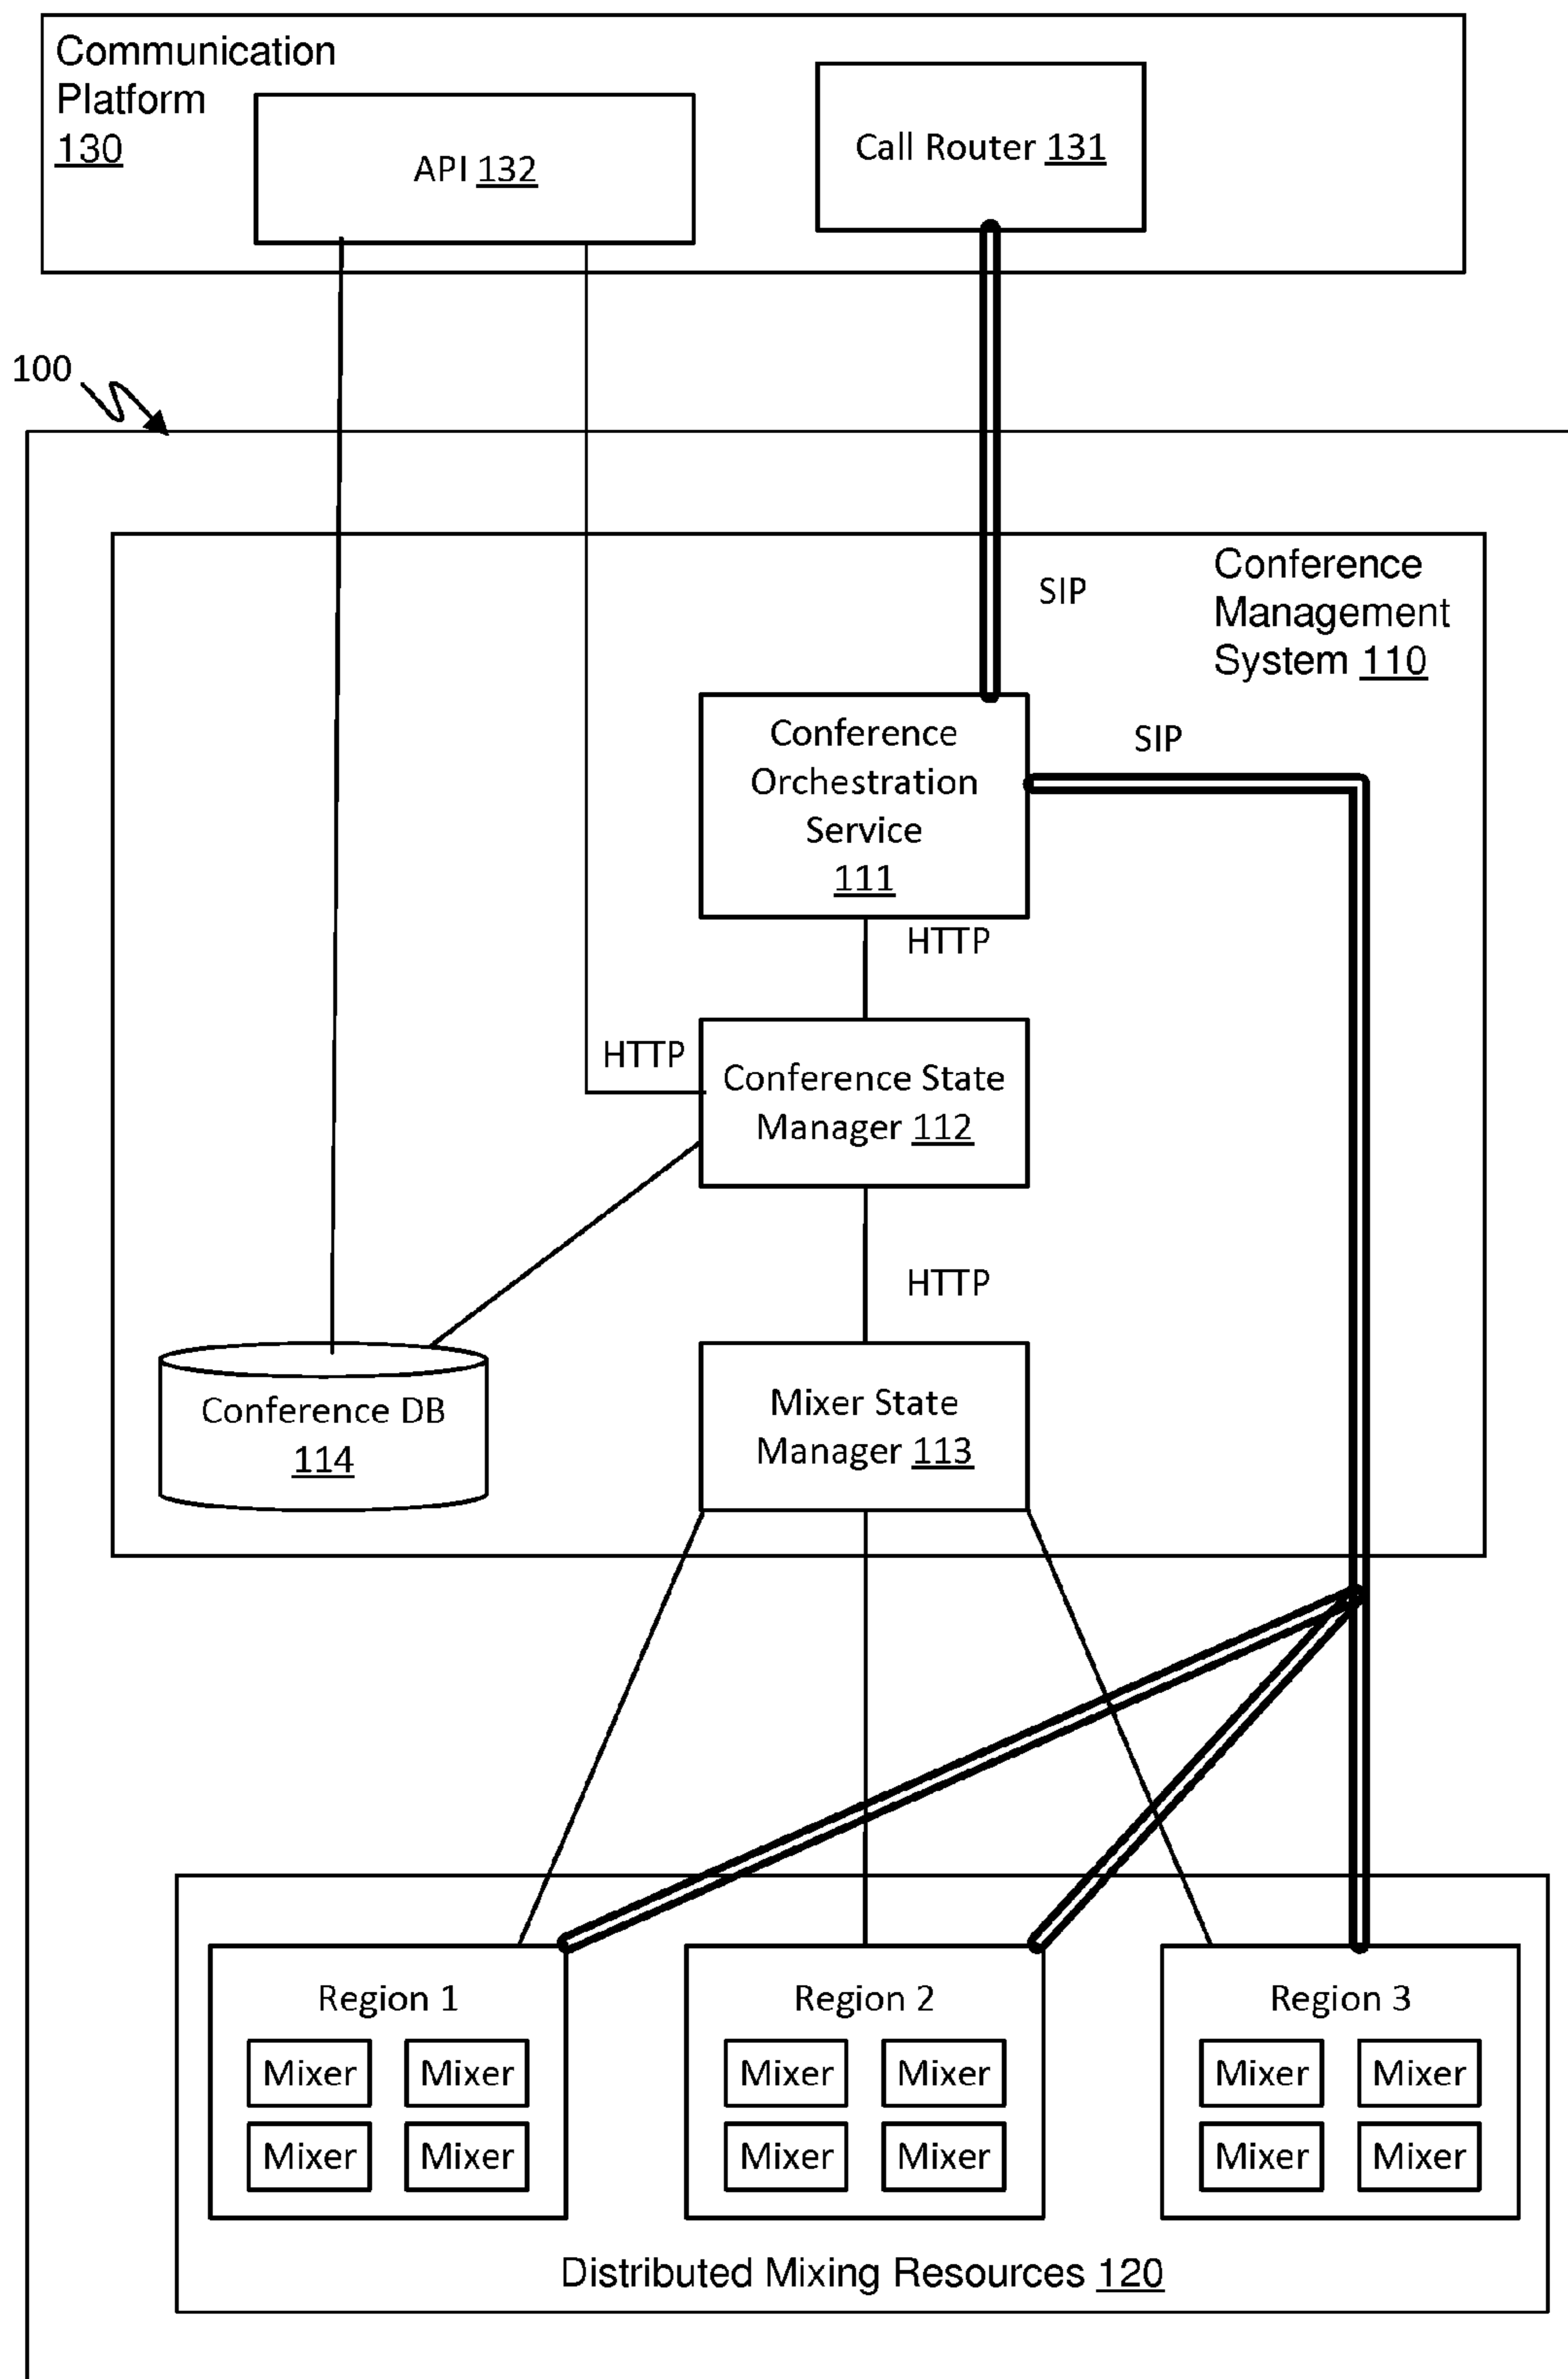 Communication
Platform
130
API 132
Call Router 131
100
Conference
Management
System 110
SIP
Conference
Orchestration
Service
111
SIP
HTTP
HTTP
Conference State
Manager 112
HTTP
Conference DB
114
Mixer State
Manager 113
Region 1
Mixer Mixer
Mixer Mixer
Region 2
Mixer Mixer
Mixer Mixer
Region 3
Mixer Mixer
Mixer Mixer
Distributed Mixing Resources 120